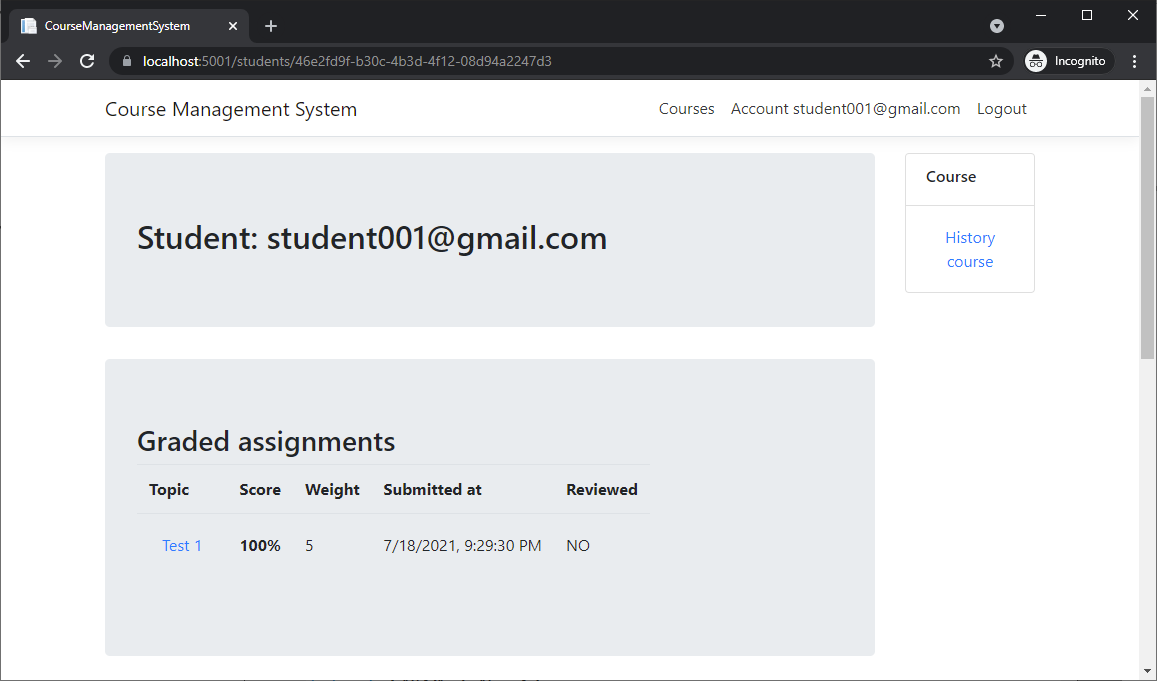 CourseManagementSystem
localhost:5001/students/46e2fd9f-b30c-4b3d-4f12-08d94a2247d3
Incognito
Course Management System
Courses Account student001@gmail.com Logout
Student: student001@gmail.com
Course
History
course
Graded assignments
Topic Score Weight Submitted at Reviewed
Test 1 100% 5 7/18/2021, 9:29:30 PM NO